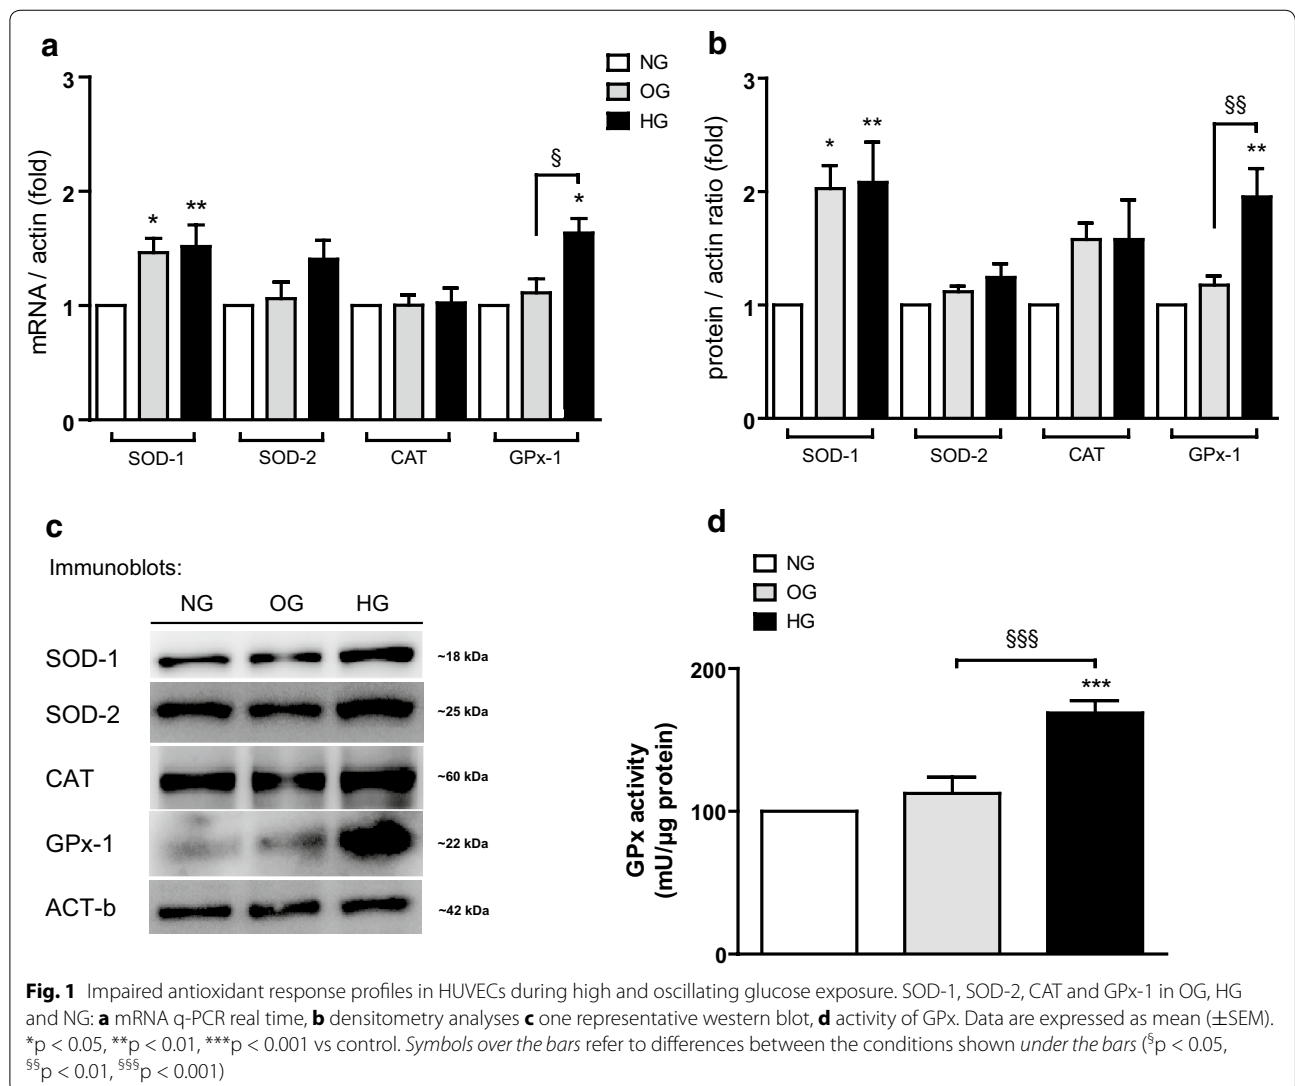 a
NG
OG
HG
mRNA / actin (fold)
3
2
1
0
*
**
§
*
SOD-1
SOD-2
CAT
GPx-1
b
protein / actin ratio (fold)
3
2
1
0
*
**
§§
**
SOD-1
SOD-2
CAT
GPx-1
c
Immunoblots:
NG OG HG
SOD-1 ~18 kDa
SOD-2 ~25 kDa
CAT ~60 kDa
GPx-1 ~22 kDa
ACT-b ~42 kDa
d
NG
OG
HG
GPx activity
(mU/µg protein)
200
100
0
§§§
***
Fig. 1 Impaired antioxidant response profiles in HUVECs during high and oscillating glucose exposure. SOD-1, SOD-2, CAT and GPx-1 in OG, HG
and NG: a mRNA q-PCR real time, b densitometry analyses c one representative western blot, d activity of GPx. Data are expressed as mean (±SEM).
*p < 0.05, **p < 0.01, ***p < 0.001 vs control. Symbols over the bars refer to differences between the conditions shown under the bars (§p < 0.05,
§§p < 0.01, §§§p < 0.001)